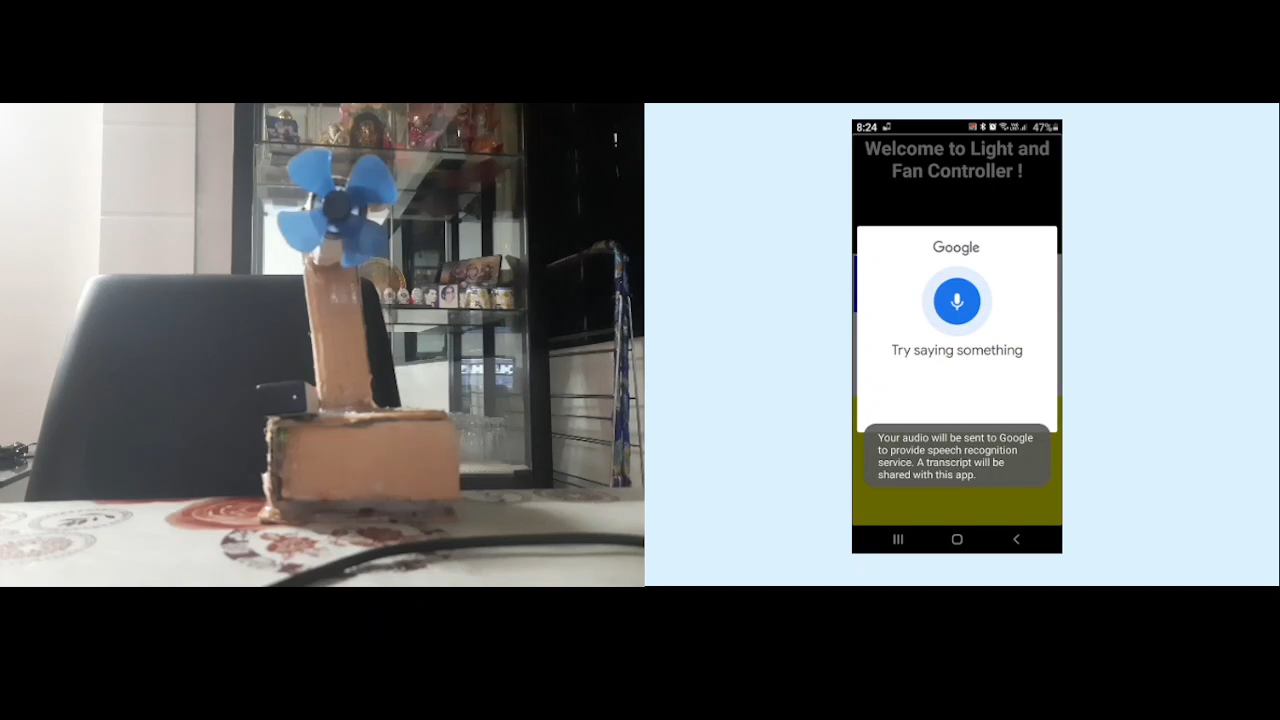 8:24
47%
Welcome to Light and
Fan Controller !
Google
Try saying something
Your audio will be sent to Google
to provide speech recognition
service. A transcript will be
shared with this app.